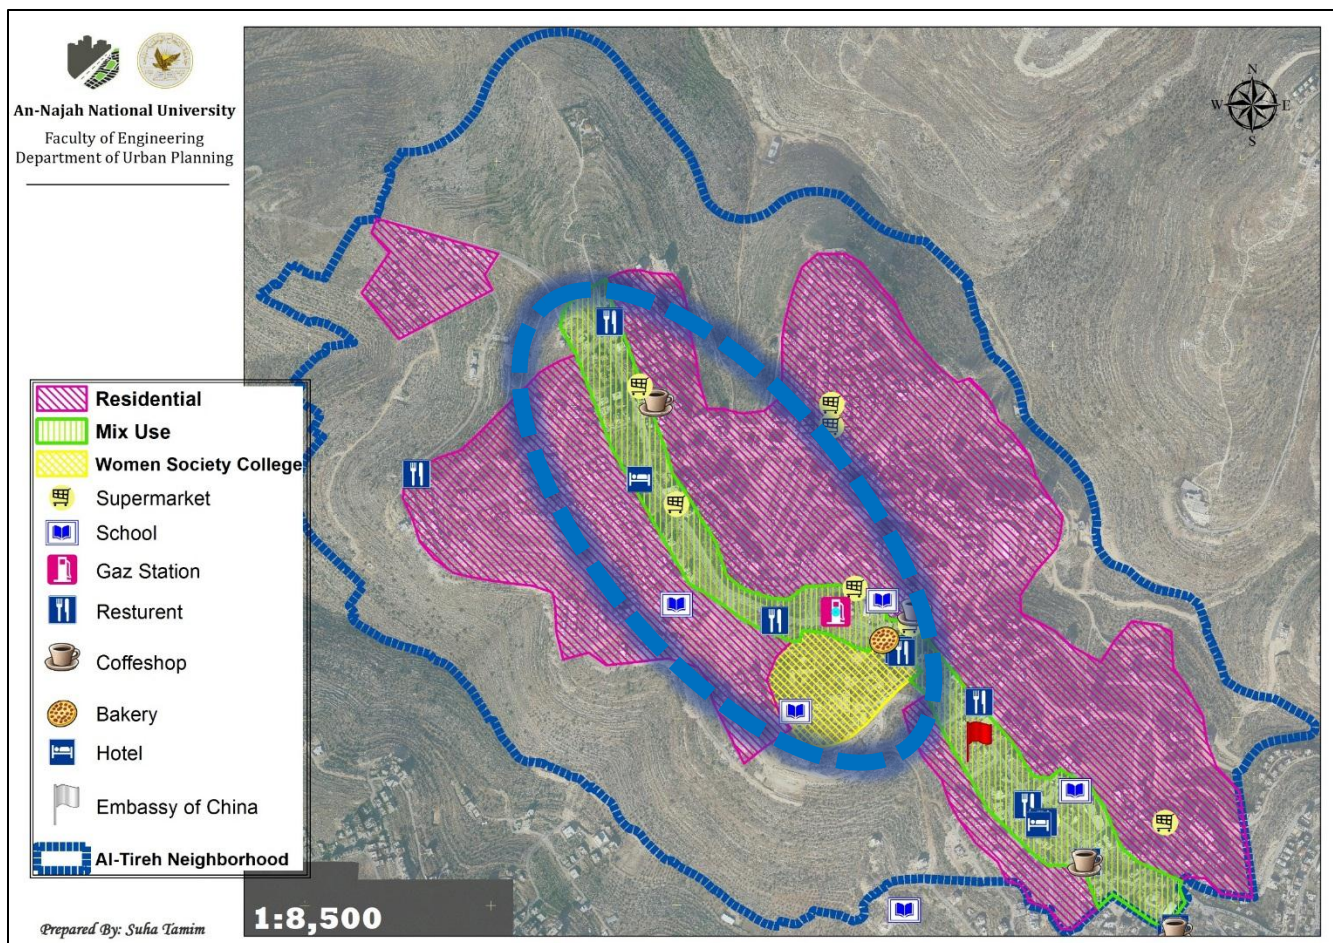 An-Najah National University
Faculty of Engineering
Department of Urban Planning
N
W E
S
Residential
Mix Use
Women Society College
Supermarket
School
Gaz Station
Resturent
Coffeshop
Bakery
Hotel
Embassy of China
Al-Tireh Neighborhood
1:8,500
Prepared By: Suha Tamim